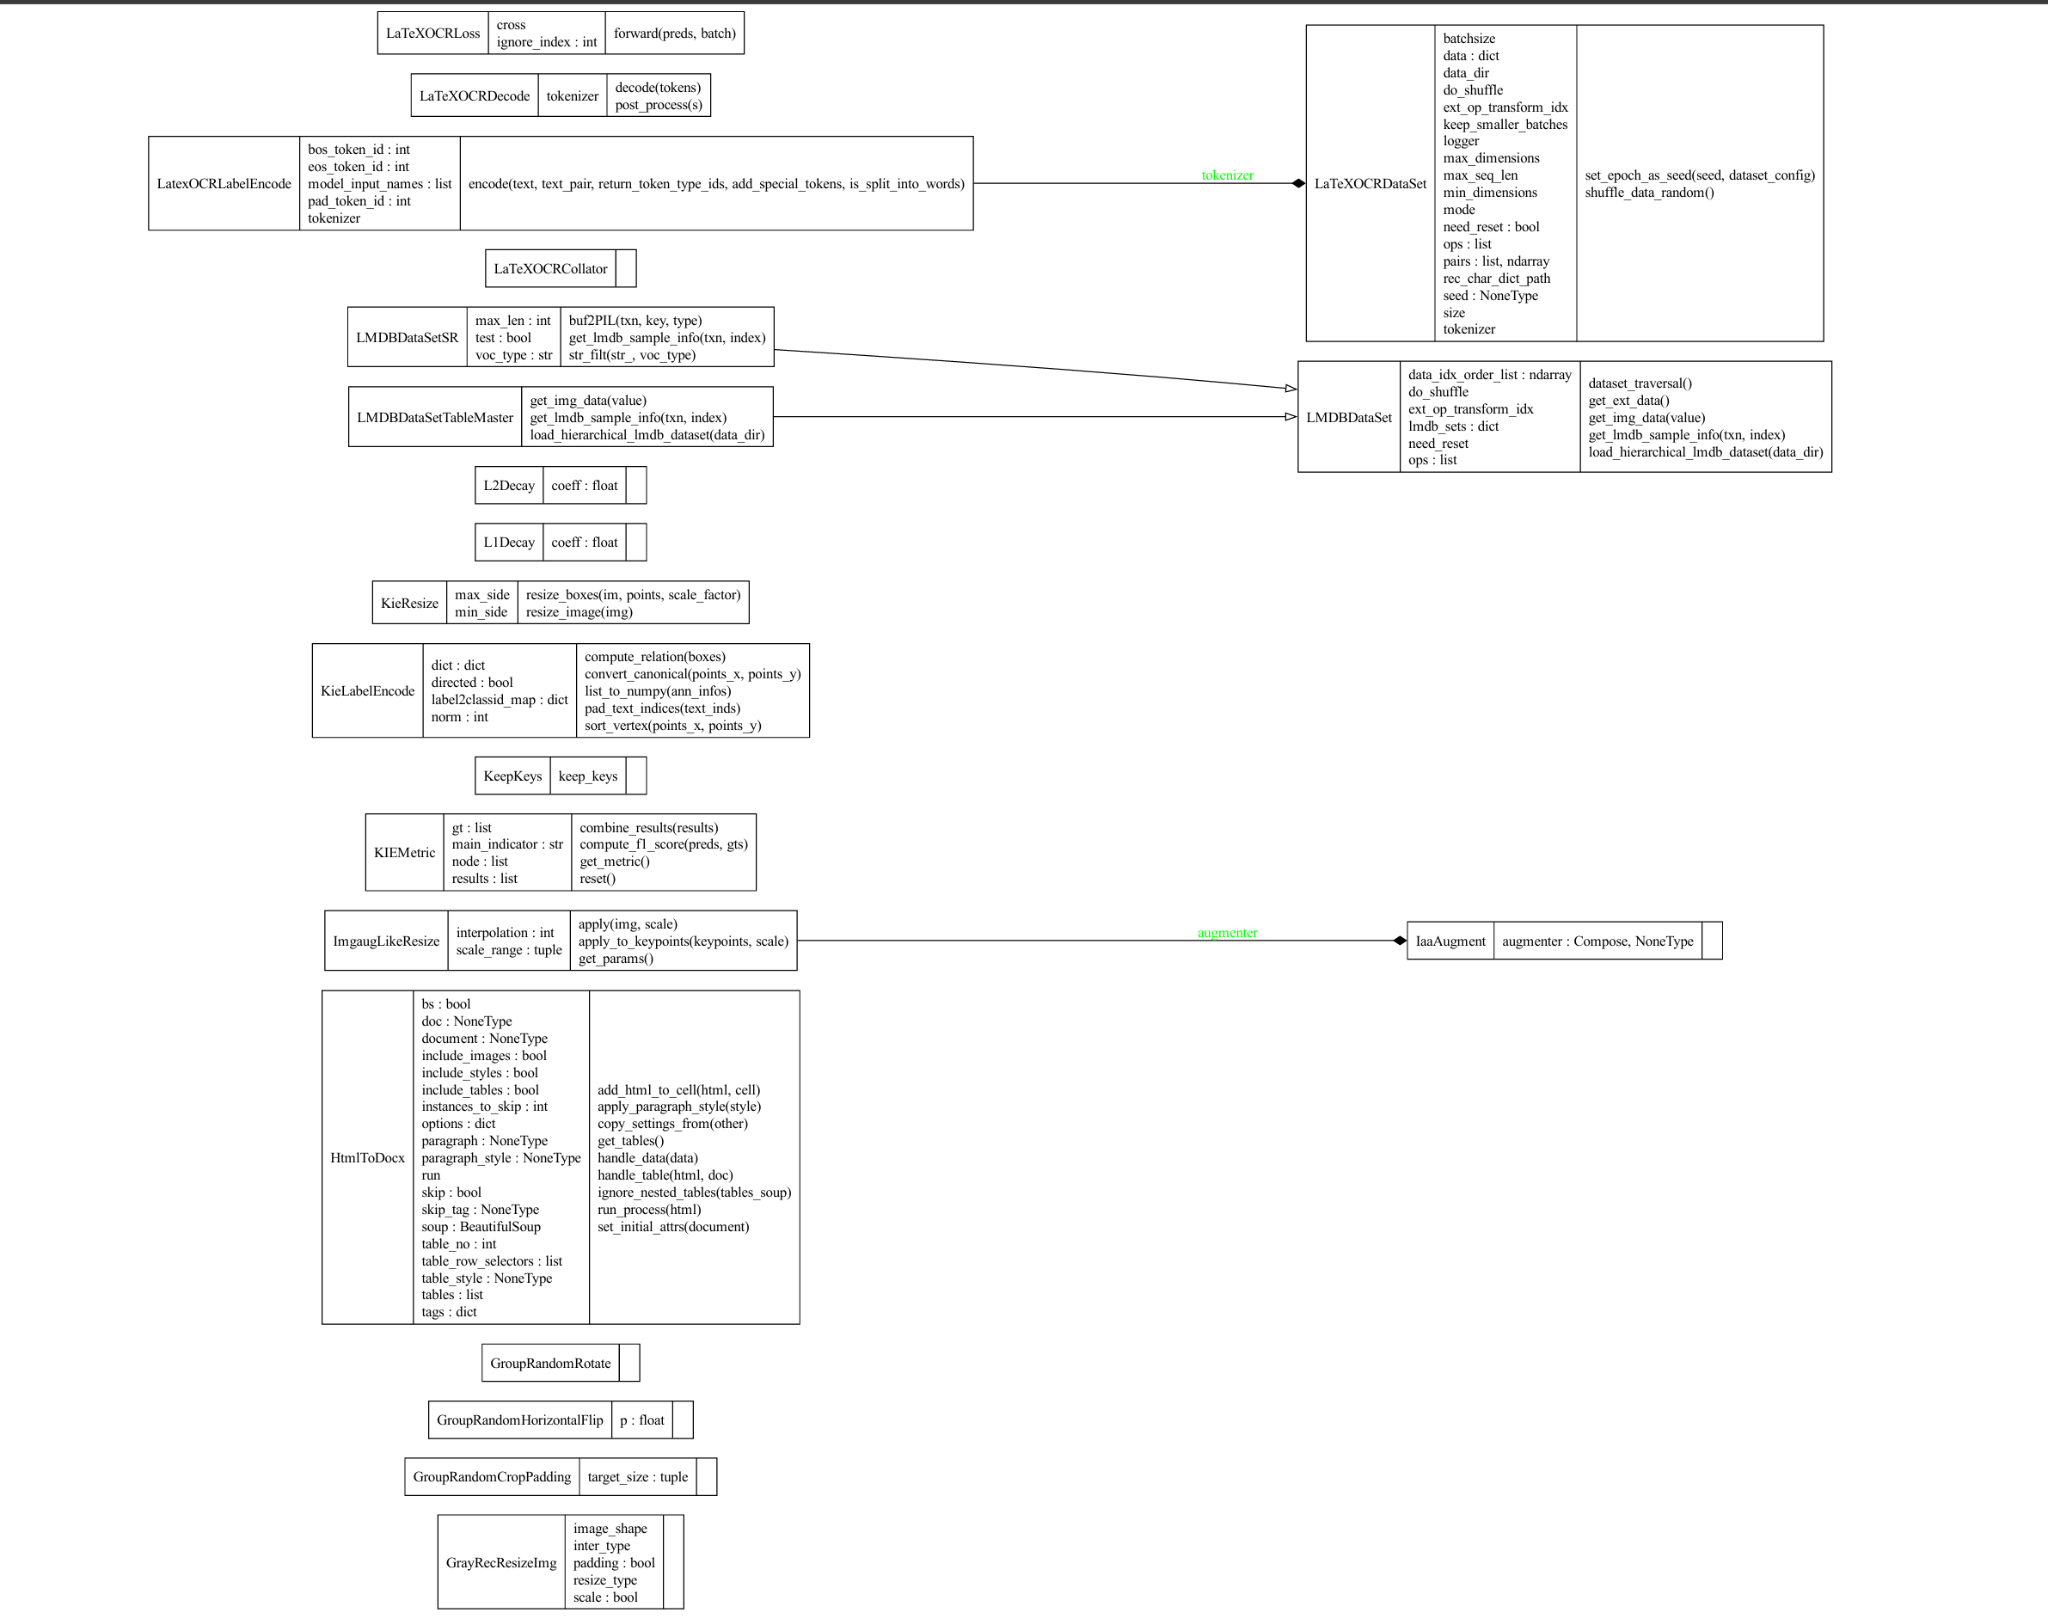 LaTeXOCRLoss
cross
ignore_index : int
forward(preds, batch)
LaTeXOCRDecode
tokenizer
decode(tokens)
post_process(s)
LatexOCRLabelEncode
bos_token_id : int
eos_token_id : int
model_input_names : list
pad_token_id : int
tokenizer
encode(text, text_pair, return_token_type_ids, add_special_tokens, is_split_into_words)
tokenizer
LaTeXOCRDataSet
batchsize
data : dict
data_dir
do_shuffle
ext_op_transform_idx
keep_smaller_batches
logger
max_dimensions
max_seq_len
min_dimensions
mode
need_reset : bool
ops : list
pairs : list, ndarray
rec_char_dict_path
seed : NoneType
size
tokenizer
set_epoch_as_seed(seed, dataset_config)
shuffle_data_random()
LaTeXOCRCollator
LMDBDataSetSR
max_len : int
test : bool
voc_type : str
buf2PIL(txn, key, type)
get_lmdb_sample_info(txn, index)
str_filt(str_, voc_type)
LMDBDataSetTableMaster
get_img_data(value)
get_lmdb_sample_info(txn, index)
load_hierarchical_lmdb_dataset(data_dir)
LMDBDataSet
data_idx_order_list : ndarray
do_shuffle
ext_op_transform_idx
lmdb_sets : dict
need_reset
ops : list
dataset_traversal()
get_ext_data()
get_img_data(value)
get_lmdb_sample_info(txn, index)
load_hierarchical_lmdb_dataset(data_dir)
L2Decay
coeff : float
L1Decay
coeff : float
KieResize
max_side
min_side
resize_boxes(im, points, scale_factor)
resize_image(img)
KieLabelEncode
dict : dict
directed : bool
label2classid_map : dict
norm : int
compute_relation(boxes)
convert_canonical(points_x, points_y)
list_to_numpy(ann_infos)
pad_text_indices(text_inds)
sort_vertex(points_x, points_y)
KeepKeys
keep_keys
KIEMetric
gt : list
main_indicator : str
node : list
results : list
combine_results(results)
compute_f1_score(preds, gts)
get_metric()
reset()
ImgaugLikeResize
interpolation : int
scale_range : tuple
apply(img, scale)
apply_to_keypoints(keypoints, scale)
get_params()
augmenter
IaaAugment
augmenter : Compose, NoneType
HtmlToDocx
bs : bool
doc : NoneType
document : NoneType
include_images : bool
include_styles : bool
include_tables : bool
instances_to_skip : int
options : dict
paragraph : NoneType
paragraph_style : NoneType
run
skip : bool
skip_tag : NoneType
soup : BeautifulSoup
table_no : int
table_row_selectors : list
table_style : NoneType
tables : list
tags : dict
add_html_to_cell(html, cell)
apply_paragraph_style(style)
copy_settings_from(other)
get_tables()
handle_data(data)
handle_table(html, doc)
ignore_nested_tables(tables_soup)
run_process(html)
set_initial_attrs(document)
GroupRandomRotate
GroupRandomHorizontalFlip
p : float
GroupRandomCropPadding
target_size : tuple
GrayRecResizeImg
image_shape
inter_type
padding : bool
resize_type
scale : bool